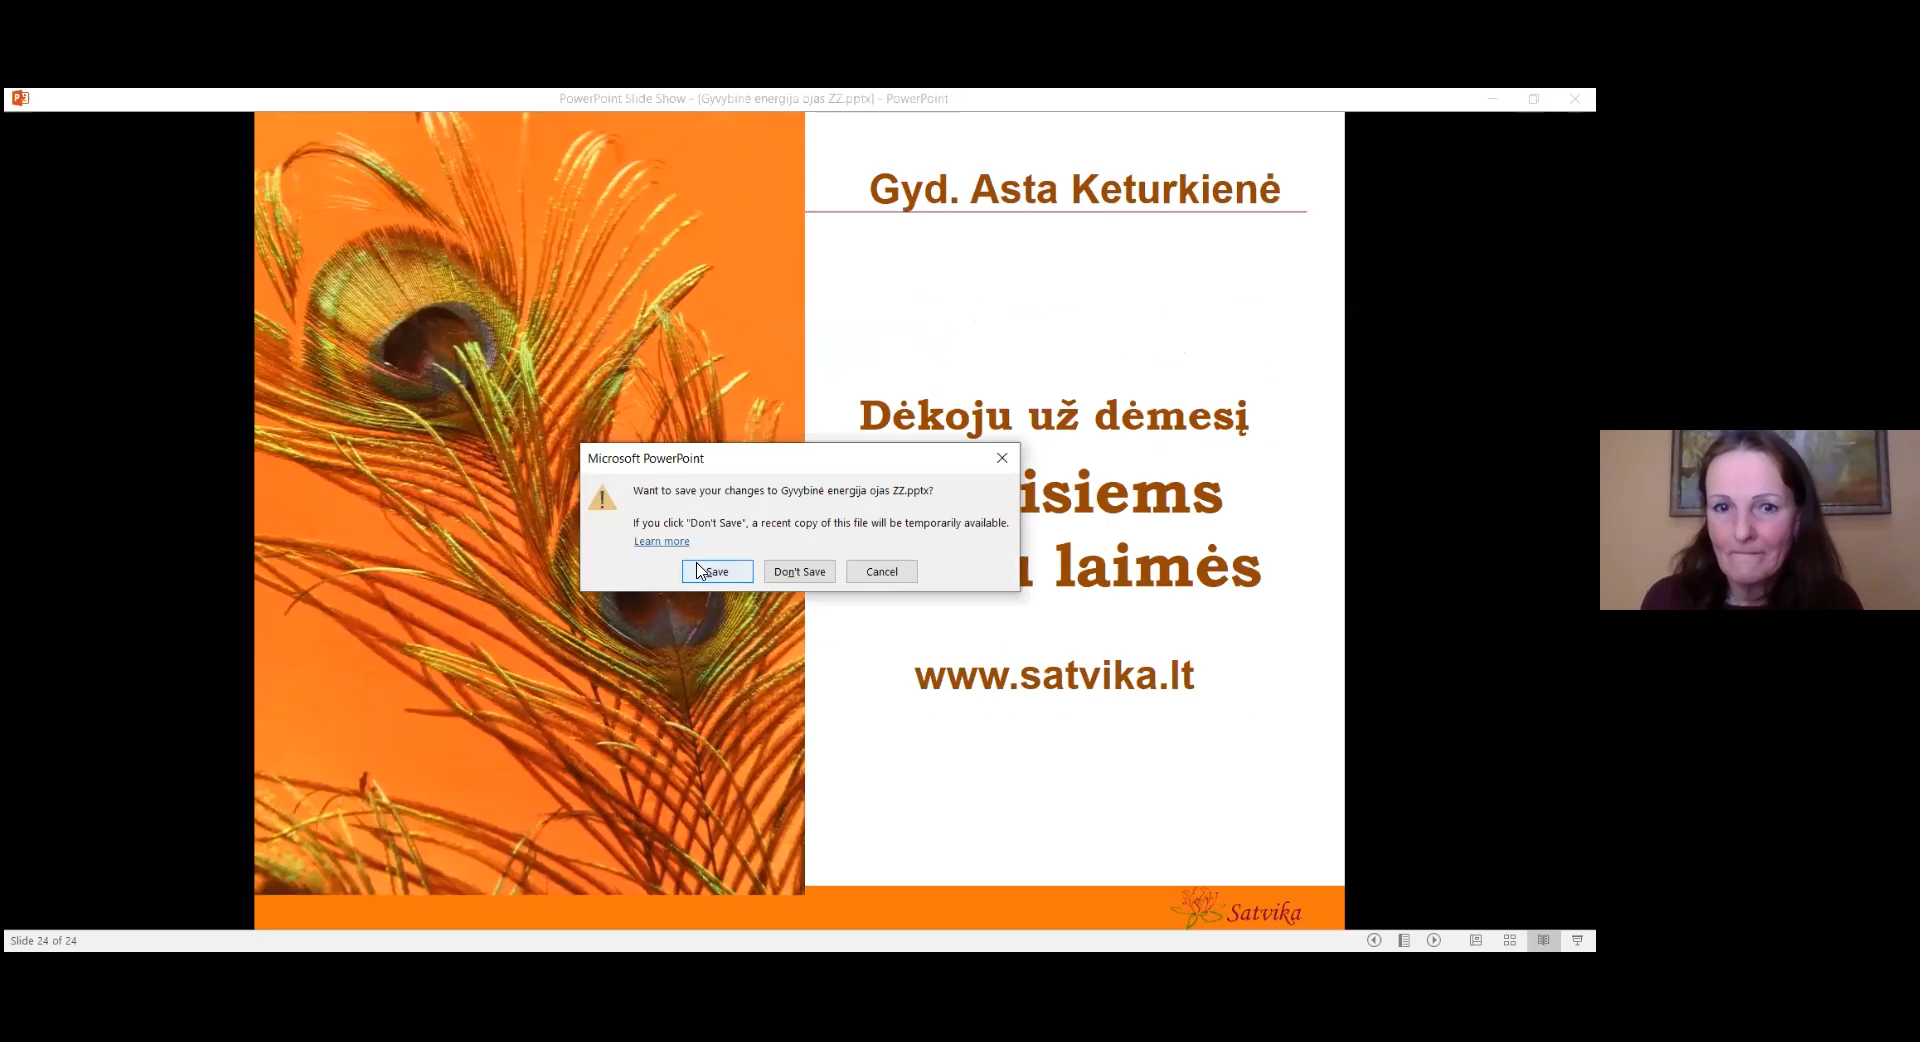 PowerPoint Slide Show - [Gyvybinė energija ojas ZZ.pptx] - PowerPoint
Gyd. Asta Keturkienė
Dėkoju už dėmesį
isiems
laimės
www.satvika.lt
Microsoft PowerPoint
Want to save your changes to Gyvybinė energija ojas ZZ.pptx?
If you click "Don't Save", a recent copy of this file will be temporarily available.
Learn more
Save
Don't Save
Cancel
Satvika
Slide 24 of 24